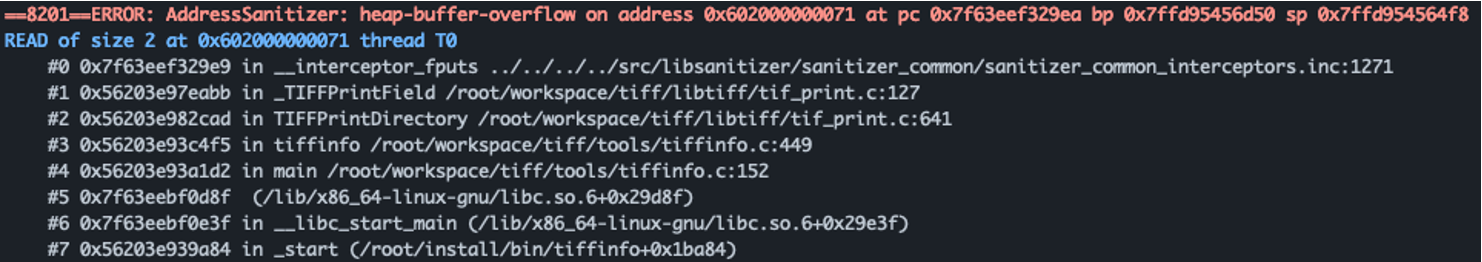 ==8201==ERROR: AddressSanitizer: heap-buffer-overflow on address 0x602000000071 at pc 0x7f63eef329ea bp 0x7ffd95456d50 sp 0x7ffd954564f8
READ of size 2 at 0x602000000071 thread T0
#0 0x7f63eef329e9 in __interceptor_fputs ../../../../src/libsanitizer/sanitizer_common/sanitizer_common_interceptors.inc:1271
#1 0x56203e97eabb in _TIFFPrintField /root/workspace/tiff/libtiff/tif_print.c:127
#2 0x56203e982cad in TIFFPrintDirectory /root/workspace/tiff/libtiff/tif_print.c:641
#3 0x56203e93c4f5 in tiffinfo /root/workspace/tiff/tools/tiffinfo.c:449
#4 0x56203e93a1d2 in main /root/workspace/tiff/tools/tiffinfo.c:152
#5 0x7f63eebf0d8f  (/lib/x86_64-linux-gnu/libc.so.6+0x29d8f)
#6 0x7f63eebf0e3f in __libc_start_main (/lib/x86_64-linux-gnu/libc.so.6+0x29e3f)
#7 0x56203e939a84 in _start (/root/install/bin/tiffinfo+0x1ba84)